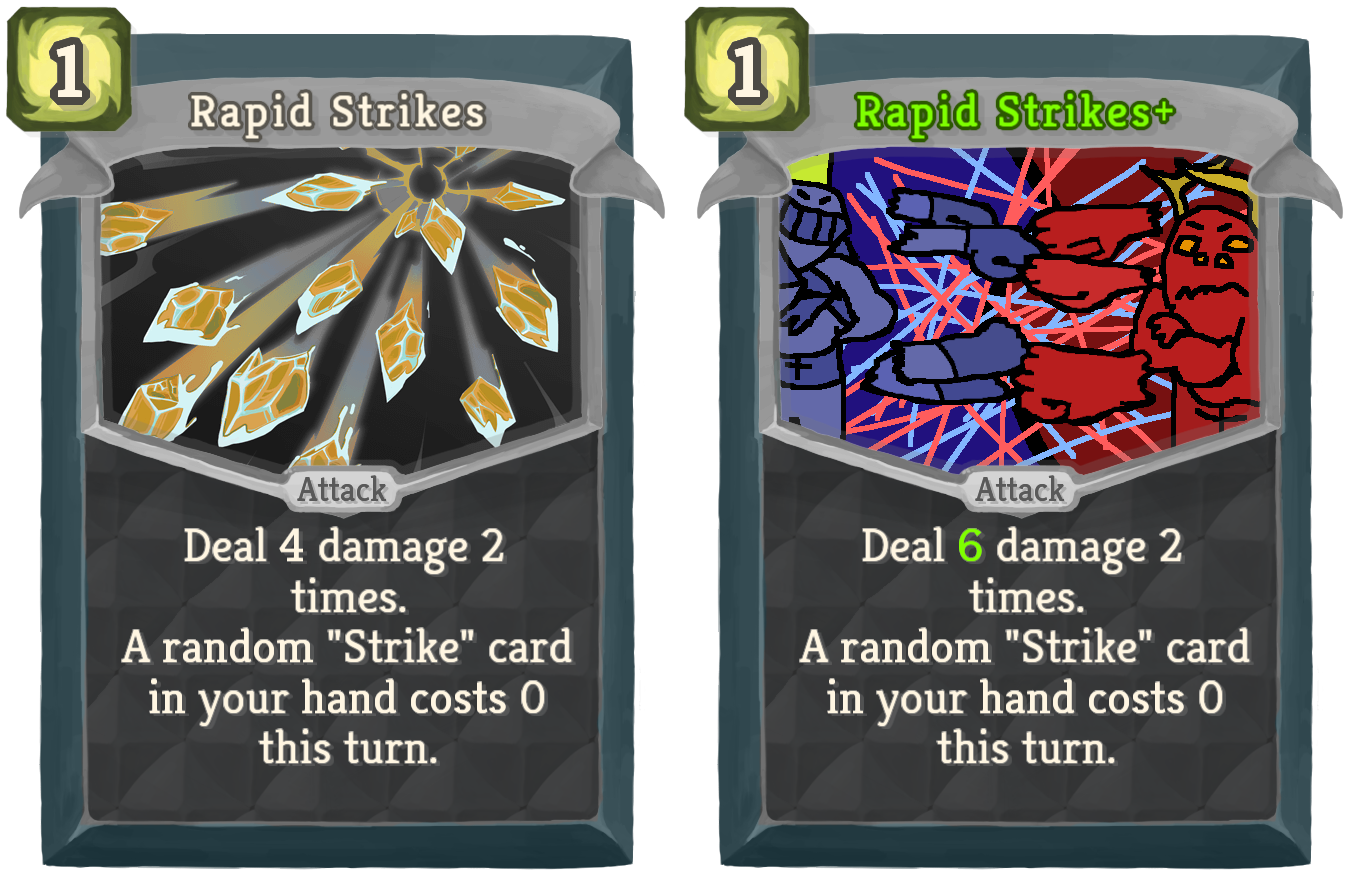 1
Rapid Strikes
Attack
Deal 4 damage 2
times.
A random "Strike" card
in your hand costs 0
this turn.
1
Rapid Strikes+
Attack
Deal 6 damage 2
times.
A random "Strike" card
in your hand costs 0
this turn.